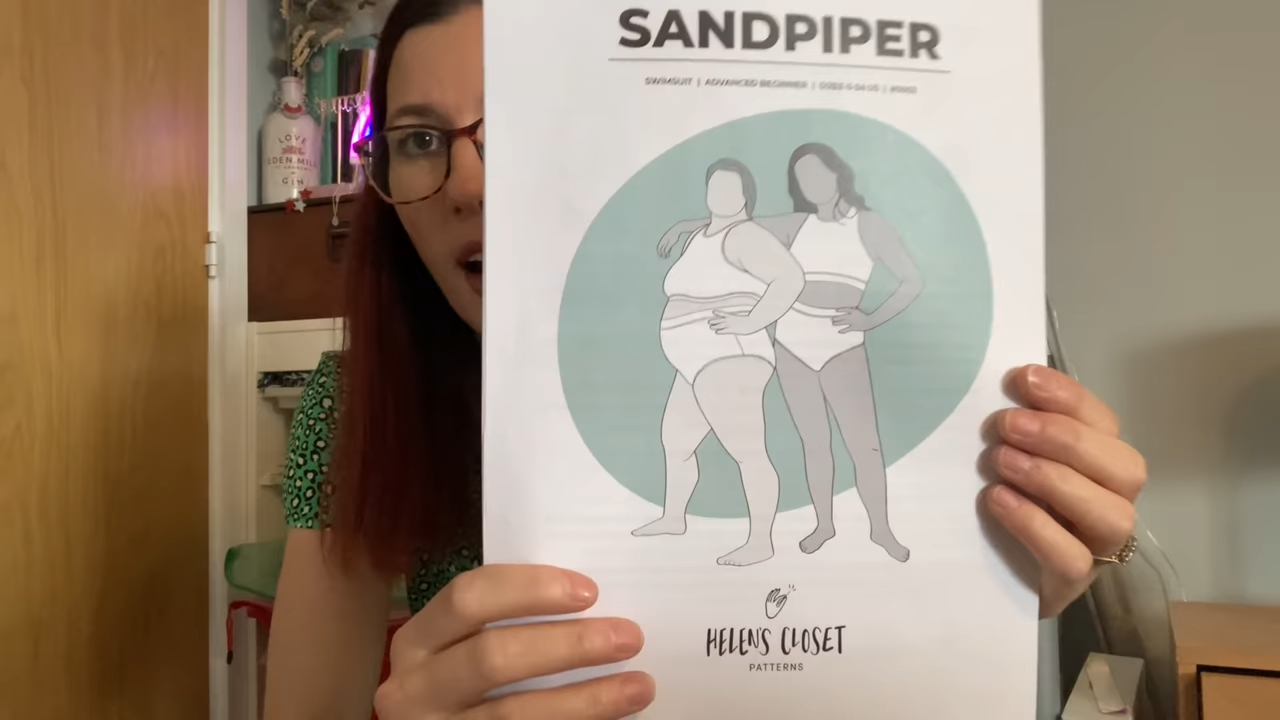 LOVE
EDEN MILL
GIN
SANDPIPER
SWIMSUIT | ADVANCED BEGINNER |
HELEN'S CLOSET
PATTERNS